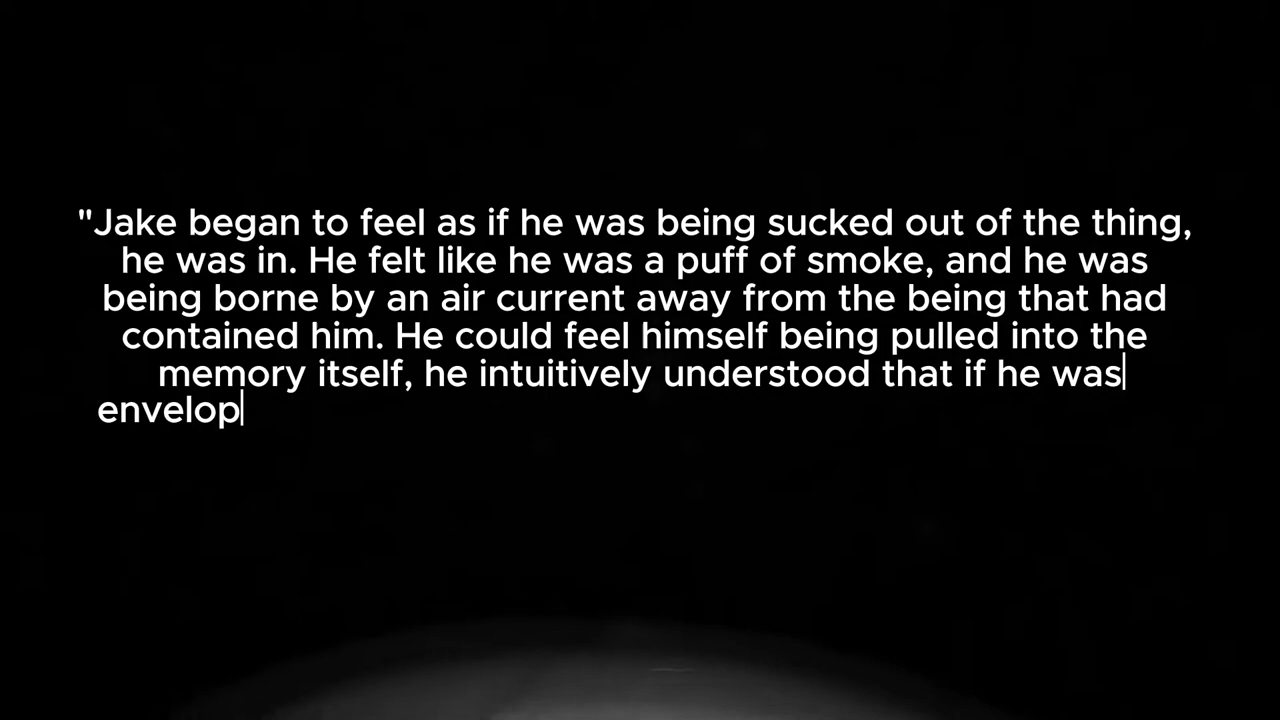 "Jake began to feel as if he was being sucked out of the thing,
he was in. He felt like he was a puff of smoke, and he was
being borne by an air current away from the being that had
contained him. He could feel himself being pulled into the
memory itself, he intuitively understood that if he was
envelop